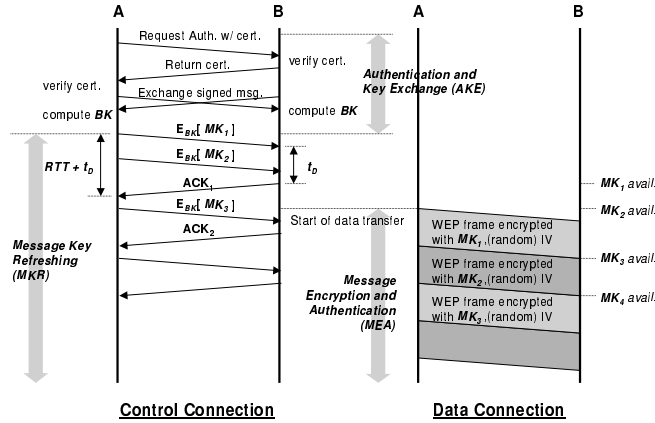 A B A B
Request Auth. w/ cert.
verify cert.
Return cert.
Authentication and
Key Exchange (AKE)
verify cert.
Exchange signed msg.
compute BK
compute BK
E_BK[ MK_1 ]
E_BK[ MK_2 ]
RTT + t_D
t_D
ACK_1
MK_1 avail.
E_BK[ MK_3 ]
MK_2 avail.
Start of data transfer
ACK_2
WEP frame encrypted
with MK_1,(random) IV
Message Key
Refreshing
(MKR)
MK_3 avail.
WEP frame encrypted
with MK_2,(random) IV
Message
Encryption and
Authentication
(MEA)
MK_4 avail.
WEP frame encrypted
with MK_3,(random) IV
Control Connection
Data Connection